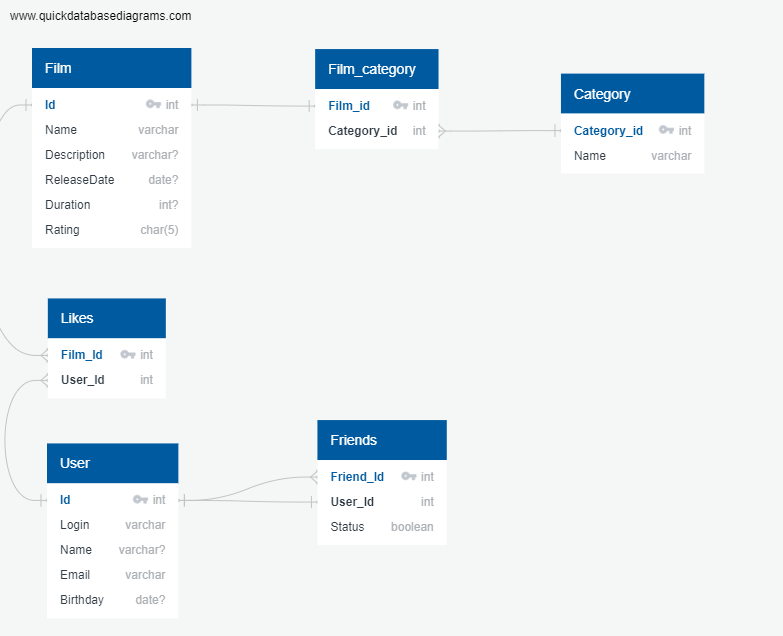 www.quickdatabasediagrams.com
Film
Id int
Name varchar
Description varchar?
ReleaseDate date?
Duration int?
Rating char(5)
Film_category
Film_id int
Category_id int
Category
Category_id int
Name varchar
Likes
Film_Id int
User_Id int
User
Id int
Login varchar
Name varchar?
Email varchar
Birthday date?
Friends
Friend_Id int
User_Id int
Status boolean